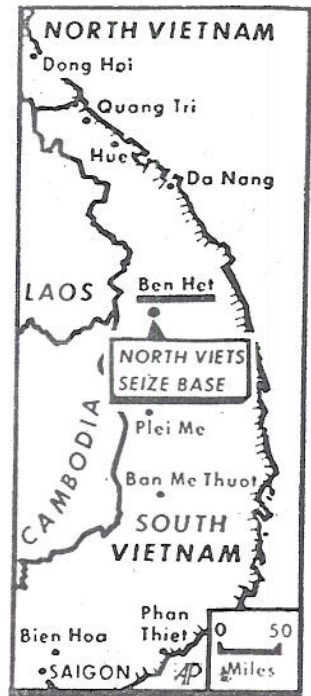 NORTH VIETNAM
Dong Hoi
Quang Tri
Hue
Da Nang
Ben Het
LAOS
NORTH VIETS
SEIZE BASE
Plei Me
CAMBODIA
Ban Me Thuot
SOUTH
VIETNAM
Phan
Thiet
Bien Hoa
SAIGON
AP
0 50
Miles